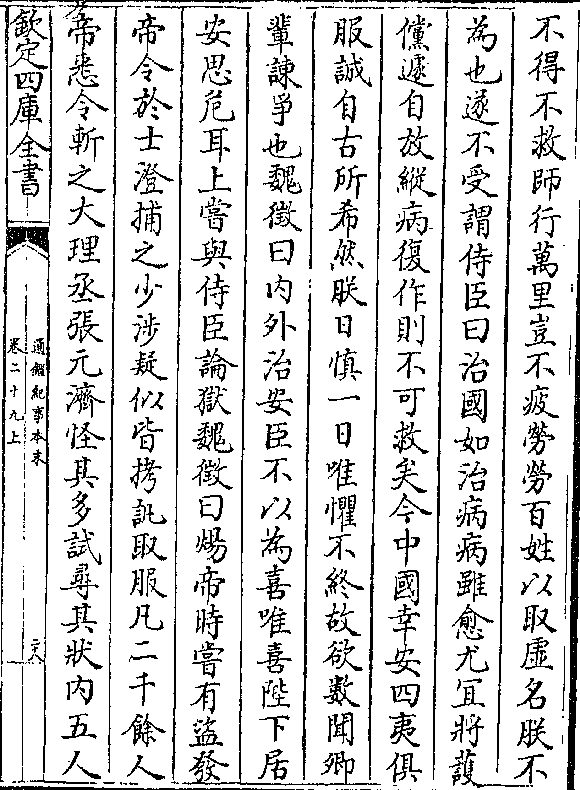 不得不救師行萬里豈不疲勞勞百姓以取虛名朕不
為也遂不受謂侍臣曰治國如治病病雖愈尤宜將護
儻遽自放縱病復作則不可救矣今中國幸安四夷俱
服誠自古所希然朕日慎一日唯懼不終故欲數聞卿
輩諫爭也魏徵曰内外治安臣不以為喜唯喜陛下居
安思危耳上嘗與侍臣論獄魏徵曰煬帝時嘗有盜發
帝令於士澄捕之少涉疑似皆拷訊取服凡二千餘人
帝悉令斬之大理丞張元濟怪其多試尋其狀内五人
欽定四庫全書
通鑑紀事本末
卷二十九上
二十八